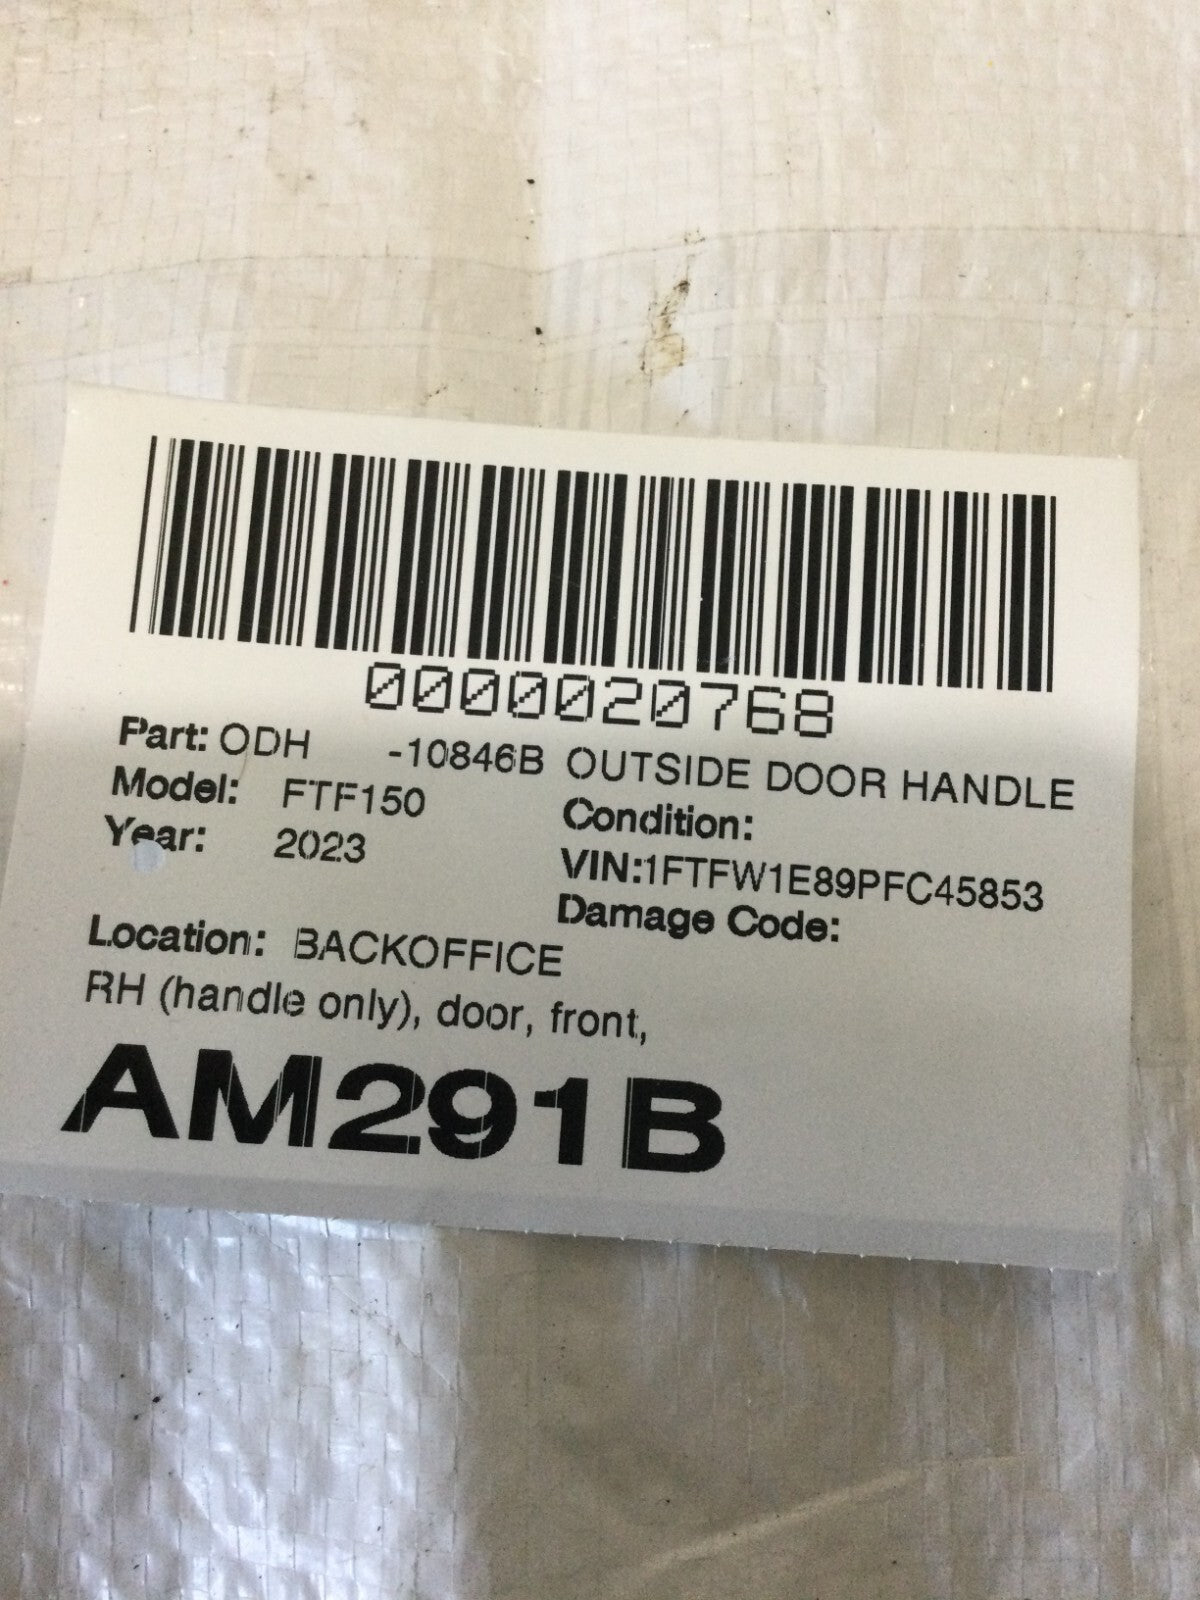 0000020768
Part: ODH -10846B OUTSIDE DOOR HANDLE
Model: FTF150 Condition:
Year: 2023 VIN:1FTFW1E89PFC45853
Damage Code:
Location: BACKOFFICE
RH (handle only), door, front,
AM291B